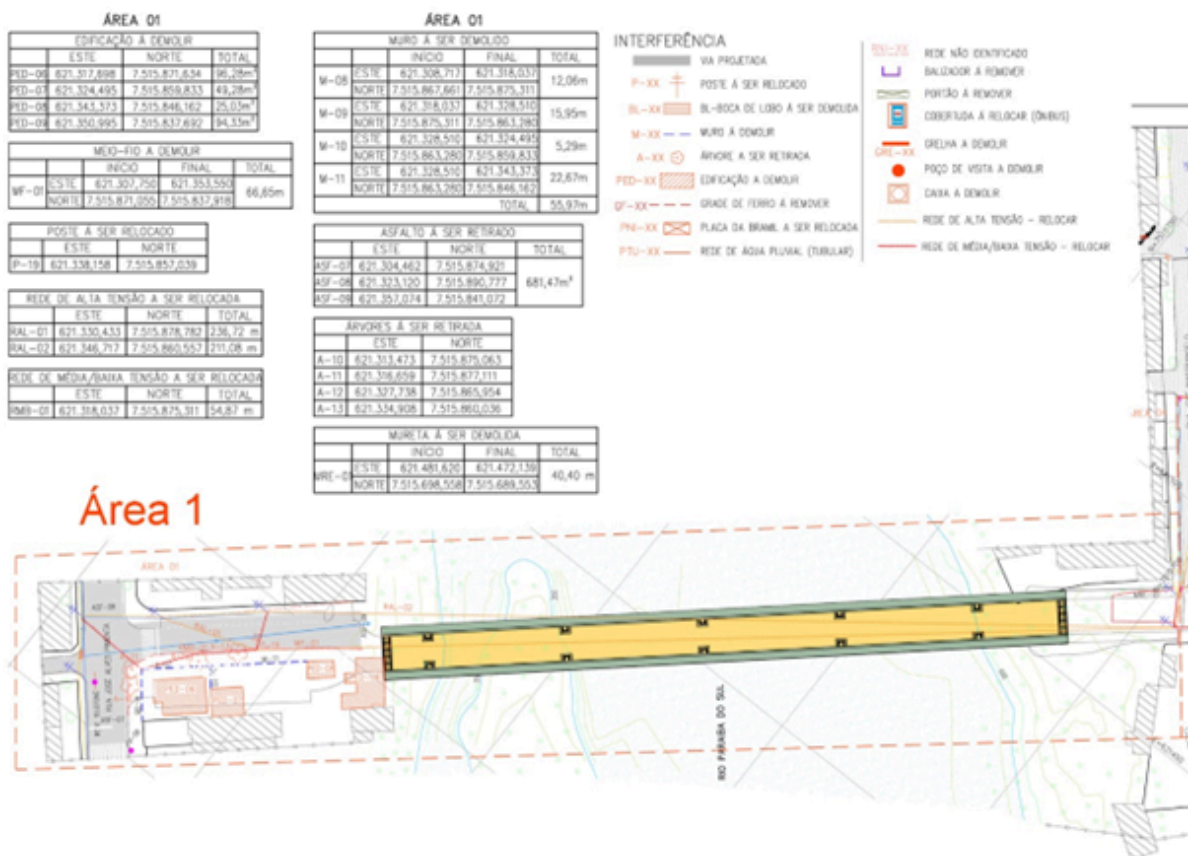 ÁREA 01
EDIFICAÇÃO À DEMOLIR
ESTE NORTE TOTAL
PED-06 621.317,698 7.515.871,634 96,28m²
PED-07 621.324,495 7.515.859,833 49,28m²
PED-08 621.343,373 7.515.846,162 25,03m²
PED-09 621.350,995 7.515.837,692 94,33m²
MEIO-FIO A DEMOLIR
INÍCIO FINAL TOTAL
MF-01 ESTE 621.307,750 621.353,550 66,65m
NORTE 7.515.871,055 7.515.837,918
POSTE À SER RELOCADO
ESTE NORTE
P-19 621.338,158 7.515.857,039
REDE DE ALTA TENSÃO A SER RELOCADA
ESTE NORTE TOTAL
RAL-01 621.330,433 7.515.878,782 236,72 m
RAL-02 621.346,717 7.515.860,557 211,08 m
REDE DE MÉDIA/BAIXA TENSÃO A SER RELOCADA
ESTE NORTE TOTAL
RMB-01 621.318,037 7.515.875,311 54,87 m
ÁREA 01
MURO À SER DEMOLIDO
INÍCIO FINAL TOTAL
M-08 ESTE 621.308,717 621.318,037 12,06m
NORTE 7.515.867,661 7.515.875,311
M-09 ESTE 621.318,037 621.328,510 15,95m
NORTE 7.515.875,311 7.515.863,280
M-10 ESTE 621.328,510 621.324,495 5,29m
NORTE 7.515.863,280 7.515.859,833
M-11 ESTE 621.328,510 621.343,373 22,67m
NORTE 7.515.863,280 7.515.846,162
TOTAL 55,97m
ASFALTO À SER RETIRADO
ESTE NORTE TOTAL
ASF-07 621.304,462 7.515.874,921 681,47m²
ASF-08 621.323,120 7.515.890,777
ASF-09 621.357,074 7.515.841,072
ÁRVORES À SER RETIRADA
ESTE NORTE
A-10 621.313,473 7.515.875,063
A-11 621.316,659 7.515.877,111
A-12 621.327,738 7.515.865,954
A-13 621.334,908 7.515.860,036
MURETA À SER DEMOLIDA
INÍCIO FINAL TOTAL
MRE-01 ESTE 621.481,620 621.472,139 40,40 m
NORTE 7.515.698,558 7.515.689,553
INTERFERÊNCIA
VIA PROJETADA
P-XX POSTE À SER RELOCADO
BL-XX BL-BOCA DE LOBO À SER DEMOLIDA
M-XX MURO À DEMOLIR
A-XX ÁRVORE A SER RETIRADA
PED-XX EDIFICAÇÃO A DEMOLIR
GF-XX GRADE DE FERRO À REMOVER
PNI-XX PLACA DA BRAMIL A SER RELOCADA
PTU-XX REDE DE ÁGUA PLUVIAL (TUBULAR)
RNI-XX REDE NÃO IDENTIFICADO
BALIZADOR À REMOVER
PORTÃO À REMOVER
COBERTUDA À RELOCAR (ÔNIBUS)
GRE-XX GRELHA A DEMOLIR
POÇO DE VISITA A DEMOLIR
CAIXA A DEMOLIR
REDE DE ALTA TENSÃO - RELOCAR
REDE DE MÉDIA/BAIXA TENSÃO - RELOCAR
Área 1
ÁREA 01
ASF-08
RAL-02
RAL-01
RIO PARAÍBA DO SUL